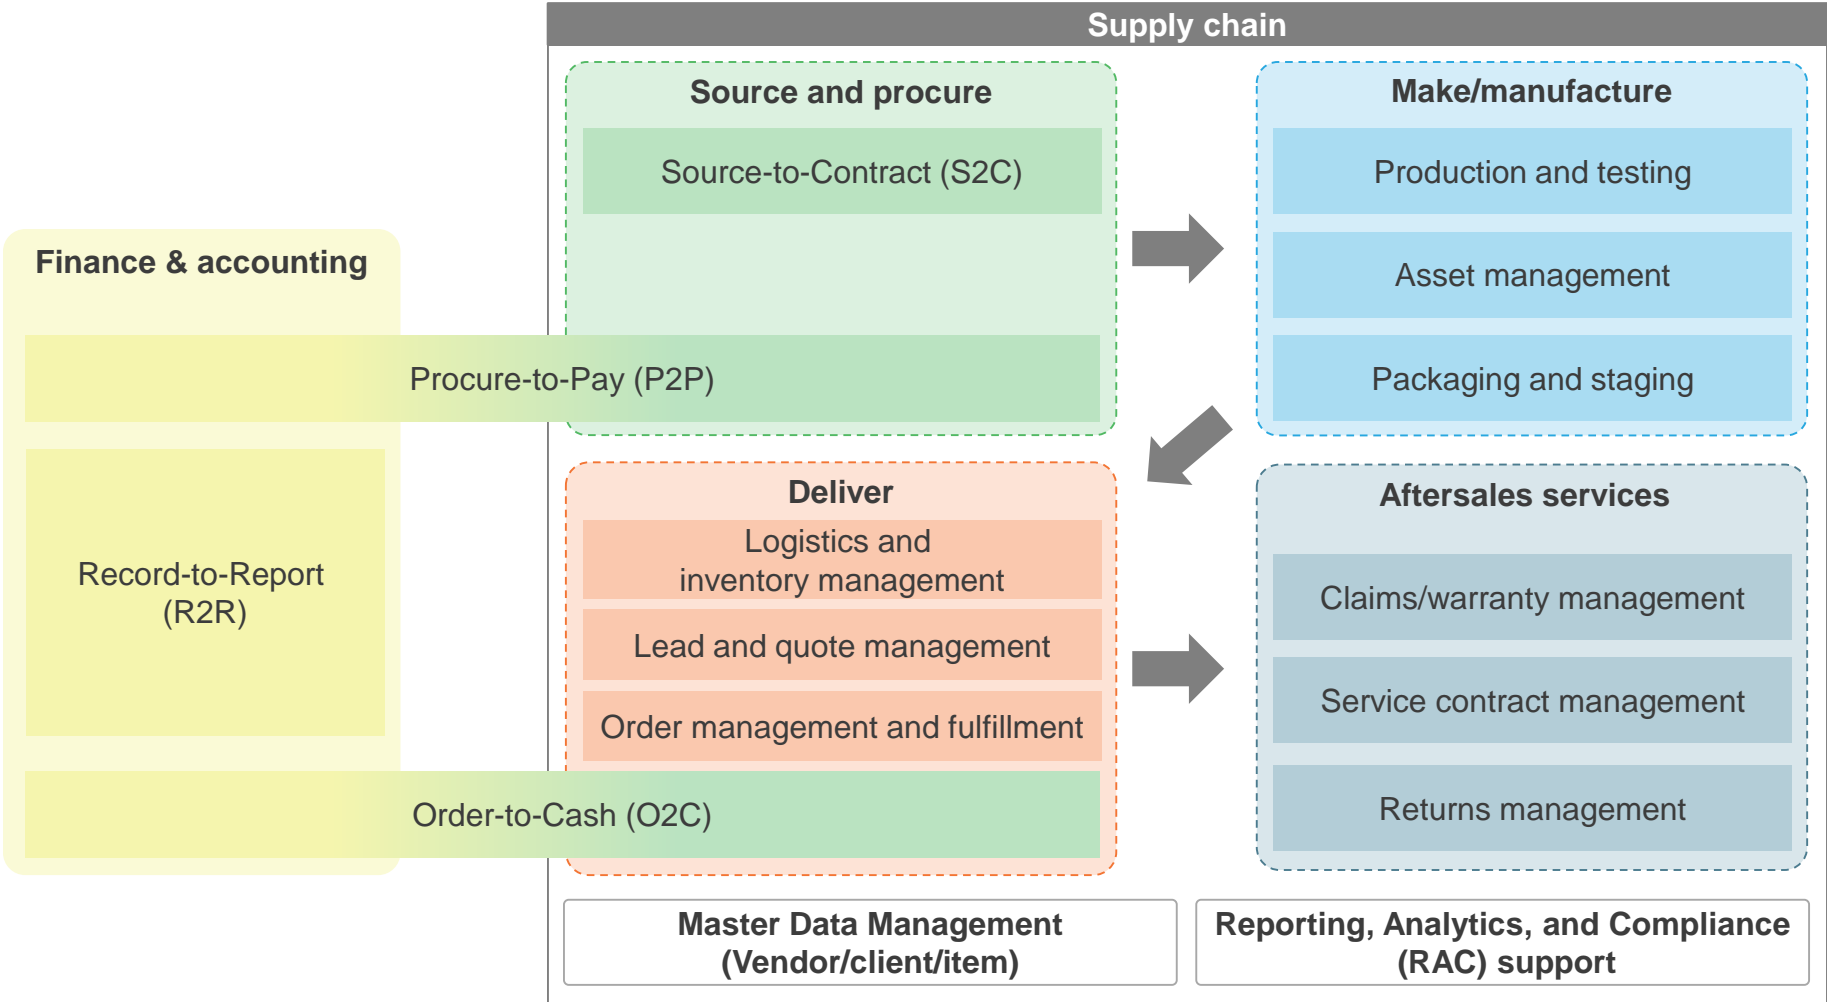 Supply chain
Source and procure
Source-to-Contract (S2C)
Make/manufacture
Production and testing
Asset management
Packaging and staging
Finance & accounting
Procure-to-Pay (P2P)
Record-to-Report
(R2R)
Order-to-Cash (O2C)
Deliver
Logistics and
inventory management
Lead and quote management
Order management and fulfillment
Aftersales services
Claims/warranty management
Service contract management
Returns management
Master Data Management
(Vendor/client/item)
Reporting, Analytics, and Compliance
(RAC) support